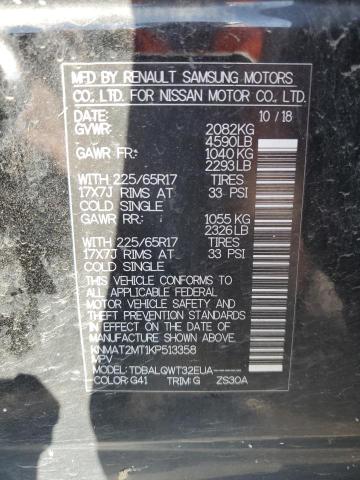 MFD BY RENAULT SAMSUNG MOTORS
CO., LTD. FOR NISSAN MOTOR CO., LTD.
DATE: 10 / 18
GVWR: 2082KG
4590LB
GAWR FR: 1040 KG
2293LB
WITH 225/65R17 TIRES
17X7J RIMS AT 33 PSI
COLD SINGLE
GAWR RR: 1055 KG
2326LB
WITH 225/65R17 TIRES
17X7J RIMS AT 33 PSI
COLD SINGLE
THIS VEHICLE CONFORMS TO
ALL APPLICABLE FEDERAL
MOTOR VEHICLE SAFETY AND
THEFT PREVENTION STANDARDS
IN EFFECT ON THE DATE OF
MANUFACTURE SHOWN ABOVE.
KNMAT2MT1KP513358
MPV
MODEL: TDBALQWT32EUA-----
COLOR: G41 TRIM: G ZS30A